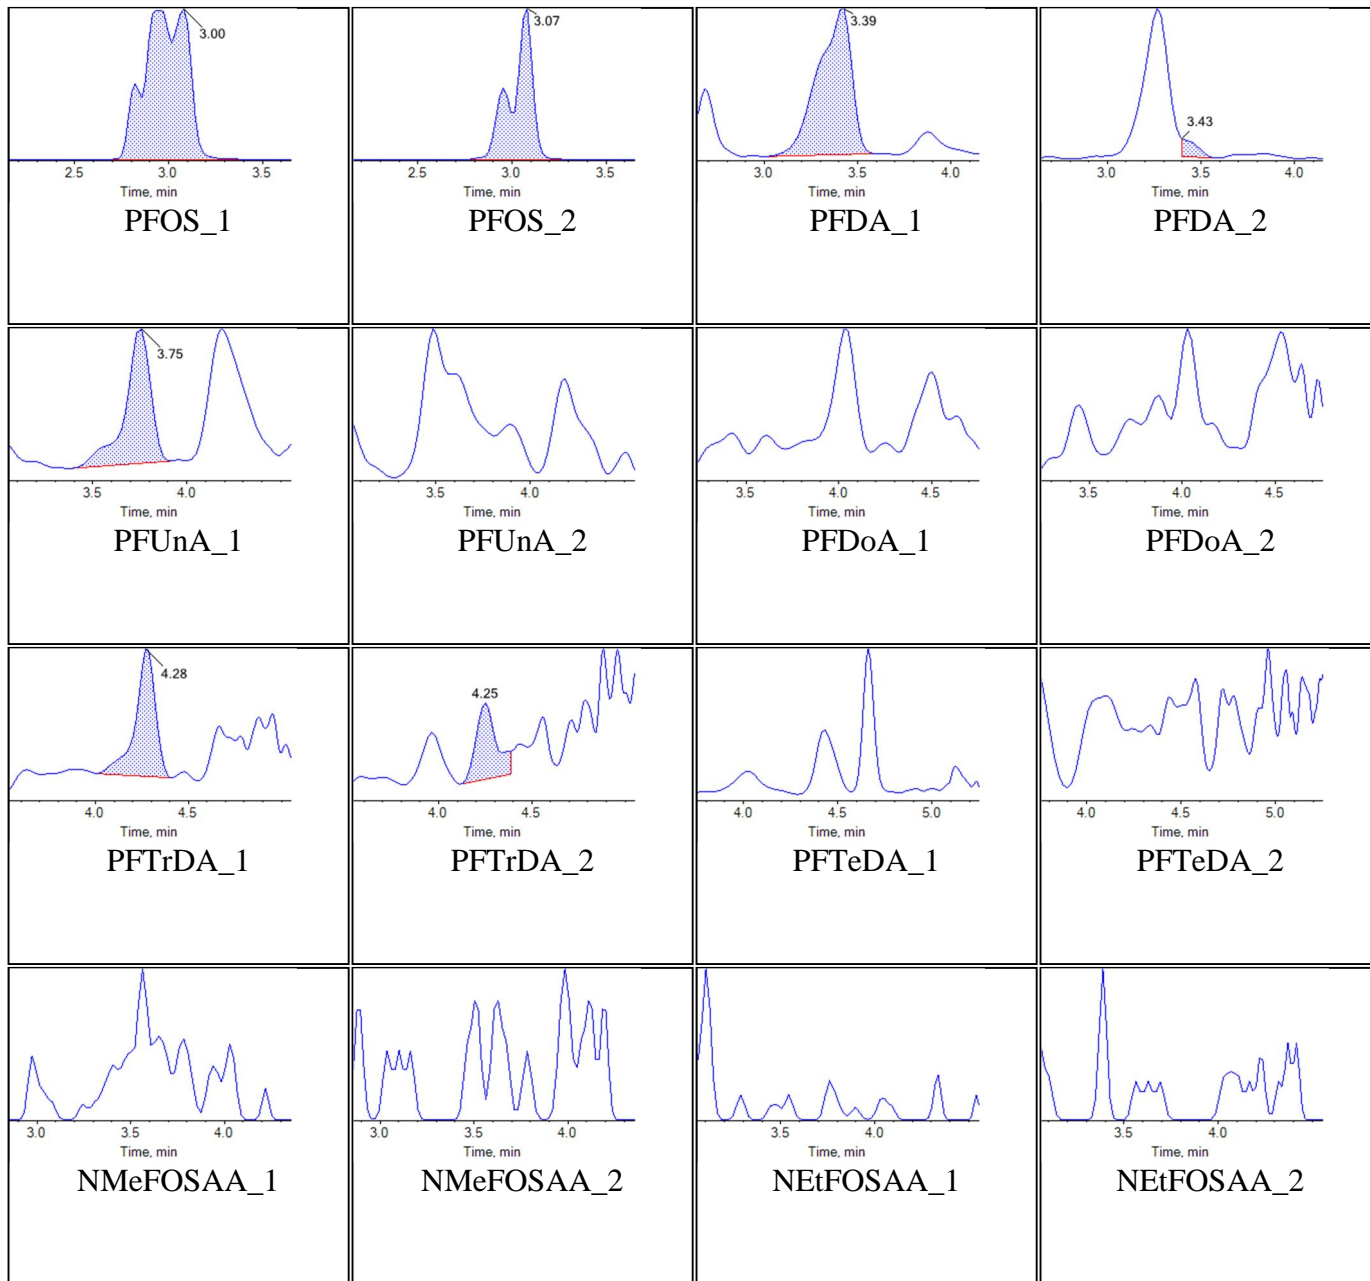 3.00
2.5 3.0 3.5
Time, min
PFOS_1
3.07
2.5 3.0 3.5
Time, min
PFOS_2
3.39
3.0 3.5 4.0
Time, min
PFDA_1
3.43
3.0 3.5 4.0
Time, min
PFDA_2
3.75
3.5 4.0
Time, min
PFUnA_1
3.5 4.0
Time, min
PFUnA_2
3.5 4.0 4.5
Time, min
PFDoA_1
3.5 4.0 4.5
Time, min
PFDoA_2
4.28
4.0 4.5
Time, min
PFTrDA_1
4.25
4.0 4.5
Time, min
PFTrDA_2
4.0 4.5 5.0
Time, min
PFTeDA_1
4.0 4.5 5.0
Time, min
PFTeDA_2
3.0 3.5 4.0
Time, min
NMeFOSAA_1
3.0 3.5 4.0
Time, min
NMeFOSAA_2
3.5 4.0
Time, min
NEtFOSAA_1
3.5 4.0
Time, min
NEtFOSAA_2